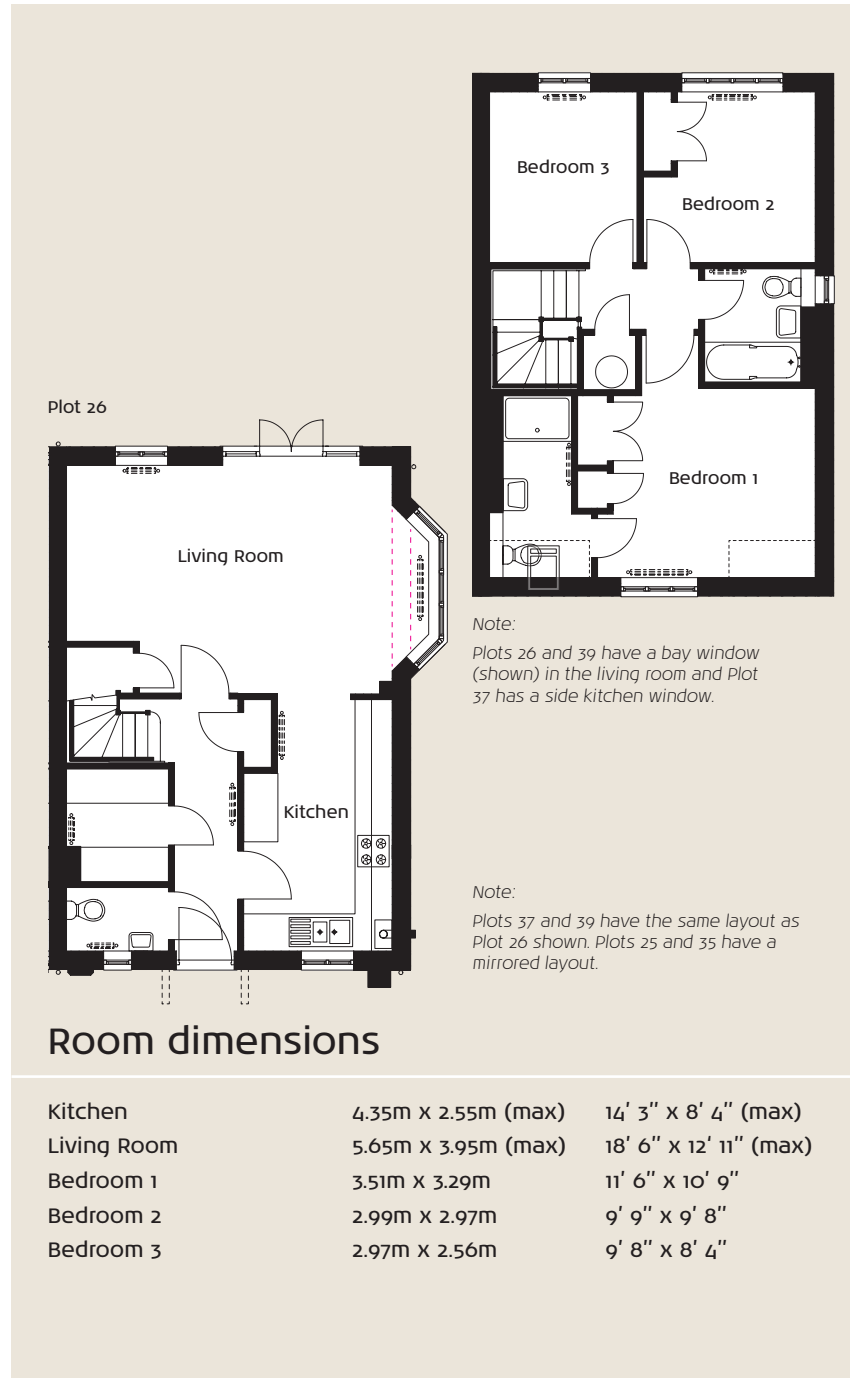 Bedroom 3
Bedroom 2
Bedroom 1
Plot 26
Living Room
Kitchen
Note:
Plots 26 and 39 have a bay window
(shown) in the living room and Plot
37 has a side kitchen window.
Note:
Plots 37 and 39 have the same layout as
Plot 26 shown. Plots 25 and 35 have a
mirrored layout.
Room dimensions
Kitchen 4.35m x 2.55m (max) 14' 3" x 8' 4" (max)
Living Room 5.65m x 3.95m (max) 18' 6" x 12' 11" (max)
Bedroom 1 3.51m x 3.29m 11' 6" x 10' 9"
Bedroom 2 2.99m x 2.97m 9' 9" x 9' 8"
Bedroom 3 2.97m x 2.56m 9' 8" x 8' 4"